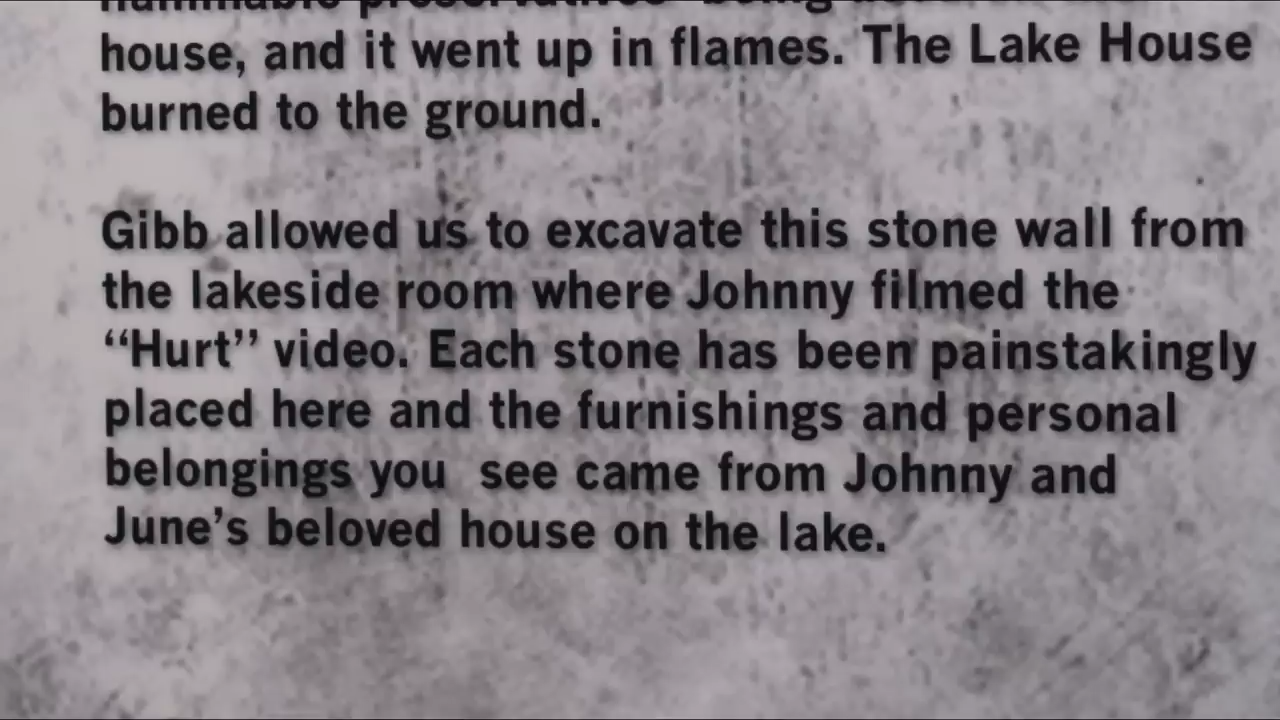 house, and it went up in flames. The Lake House
burned to the ground.
Gibb allowed us to excavate this stone wall from
the lakeside room where Johnny filmed the
“Hurt” video. Each stone has been painstakingly
placed here and the furnishings and personal
belongings you  see came from Johnny and
June’s beloved house on the lake.